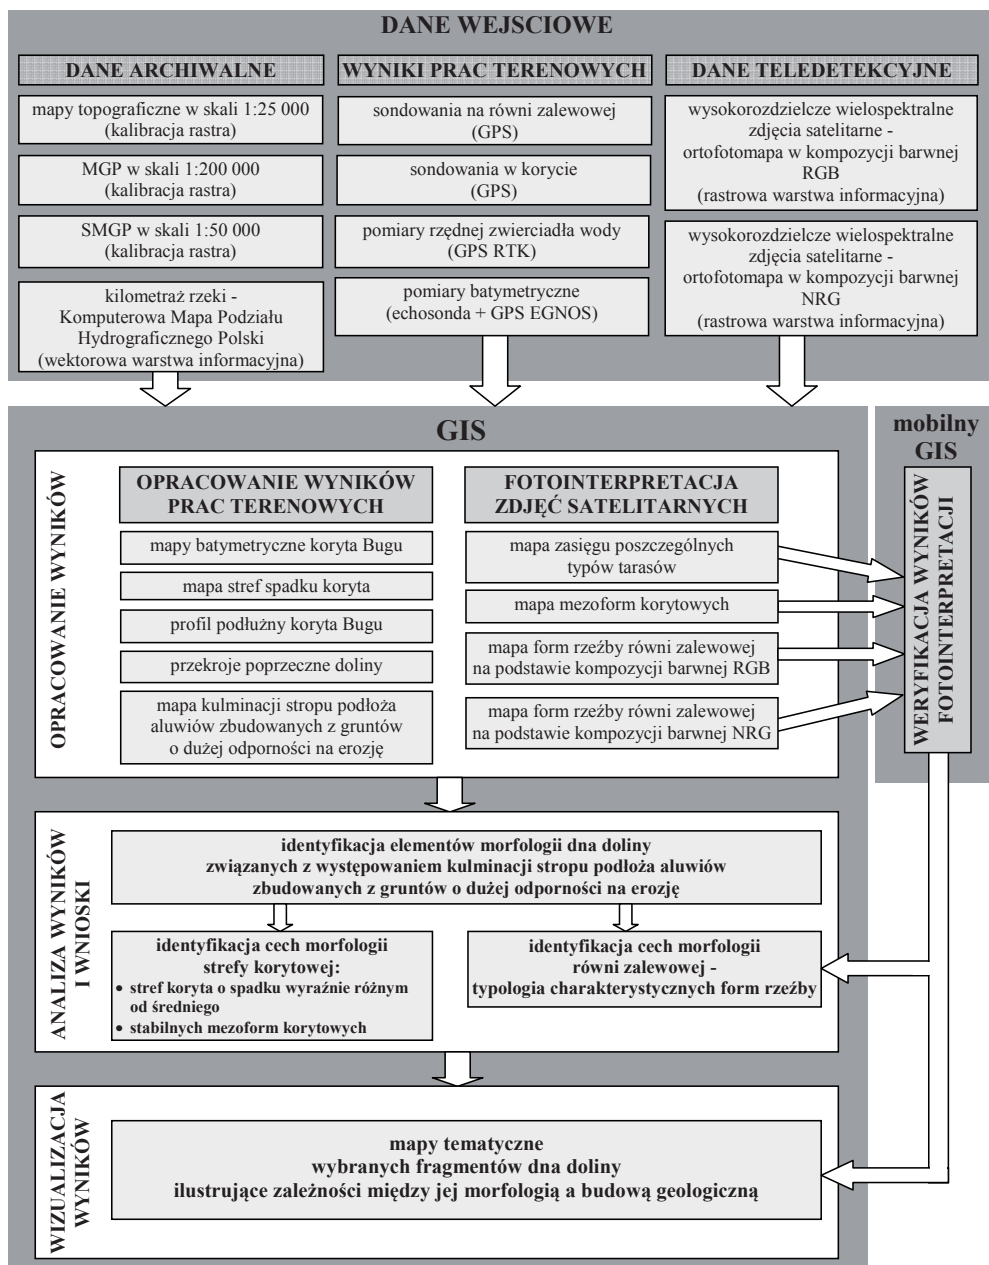 DANE WEJSCIOWE
DANE ARCHIWALNE
mapy topograficzne w skali 1:25 000
(kalibracja rastra)
MGP w skali 1:200 000
(kalibracja rastra)
SMGP w skali 1:50 000
(kalibracja rastra)
kilometraż rzeki -
Komputerowa Mapa Podziału
Hydrograficznego Polski
(wektorowa warstwa informacyjna)
WYNIKI PRAC TERENOWYCH
sondowania na równi zalewowej
(GPS)
sondowania w korycie
(GPS)
pomiary rzędnej zwierciadła wody
(GPS RTK)
pomiary batymetryczne
(echosonda + GPS EGNOS)
DANE TELEDETEKCYJNE
wysokorozdzielcze wielospektralne
zdjęcia satelitarne -
ortofotomapa w kompozycji barwnej
RGB
(rastrowa warstwa informacyjna)
wysokorozdzielcze wielospektralne
zdjęcia satelitarne -
ortofotomapa w kompozycji barwnej
NRG
(rastrowa warstwa informacyjna)
GIS
OPRACOWANIE WYNIKÓW
OPRACOWANIE WYNIKÓW
PRAC TERENOWYCH
mapy batymetryczne koryta Bugu
mapa stref spadku koryta
profil podłużny koryta Bugu
przekroje poprzeczne doliny
mapa kulminacji stropu podłoża
aluwiów zbudowanych z gruntów
o dużej odporności na erozję
FOTOINTERPRETACJA
ZDJĘĆ SATELITARNYCH
mapa zasięgu poszczególnych
typów tarasów
mapa mezoform korytowych
mapa form rzeźby równi zalewowej
na podstawie kompozycji barwnej RGB
mapa form rzeźby równi zalewowej
na podstawie kompozycji barwnej NRG
mobilny
GIS
WERYFIKACJA WYNIKÓW
FOTOINTERPRETACJI
ANALIZA WYNIKÓW
I WNIOSKI
identyfikacja elementów morfologii dna doliny
związanych z występowaniem kulminacji stropu podłoża aluwiów
zbudowanych z gruntów o dużej odporności na erozję
identyfikacja cech morfologii
strefy korytowej:
• stref koryta o spadku wyraźnie różnym
od średniego
• stabilnych mezoform korytowych
identyfikacja cech morfologii
równi zalewowej -
typologia charakterystycznych form rzeźby
WIZUALIZACJA
WYNIKÓW
mapy tematyczne
wybranych fragmentów dna doliny
ilustrujące zależności między jej morfologią a budową geologiczną